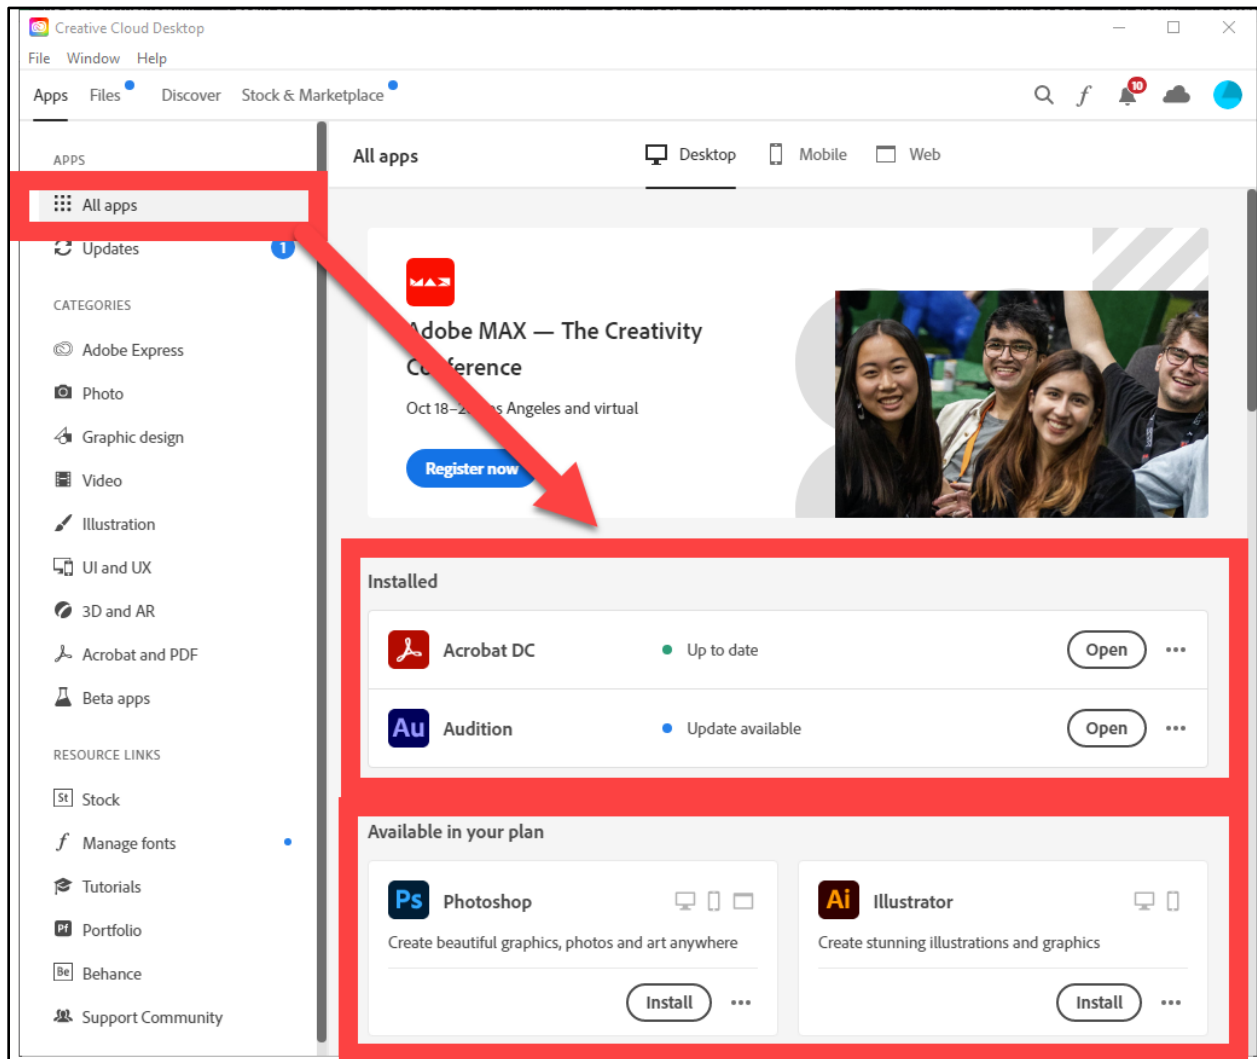 Creative Cloud Desktop
File Window Help
Apps Files Discover Stock & Marketplace
10
APPS
All apps
Updates 1
CATEGORIES
Adobe Express
Photo
Graphic design
Video
Illustration
UI and UX
3D and AR
Acrobat and PDF
Beta apps
RESOURCE LINKS
St Stock
Manage fonts
Tutorials
Pf Portfolio
Be Behance
Support Community
All apps Desktop Mobile Web
MAX
Adobe MAX — The Creativity
Conference
Oct 18– Los Angeles and virtual
Register now
Installed
Acrobat DC Up to date Open
Au Audition Update available Open
Available in your plan
Ps Photoshop
Create beautiful graphics, photos and art anywhere
Install
Ai Illustrator
Create stunning illustrations and graphics
Install